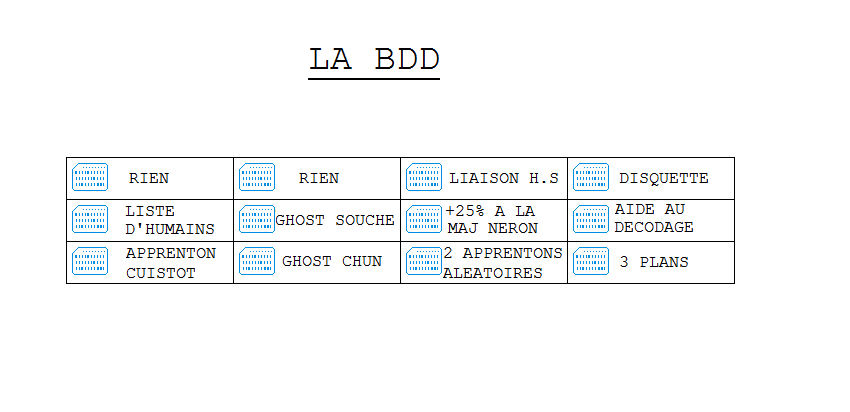 LA BDD
RIEN
RIEN
LIAISON H.S
DISQUETTE
LISTE
D'HUMAINS
GHOST SOUCHE
+25% A LA
MAJ NERON
AIDE AU
DECODAGE
APPRENTON
CUISTOT
GHOST CHUN
2 APPRENTONS
ALEATOIRES
3 PLANS